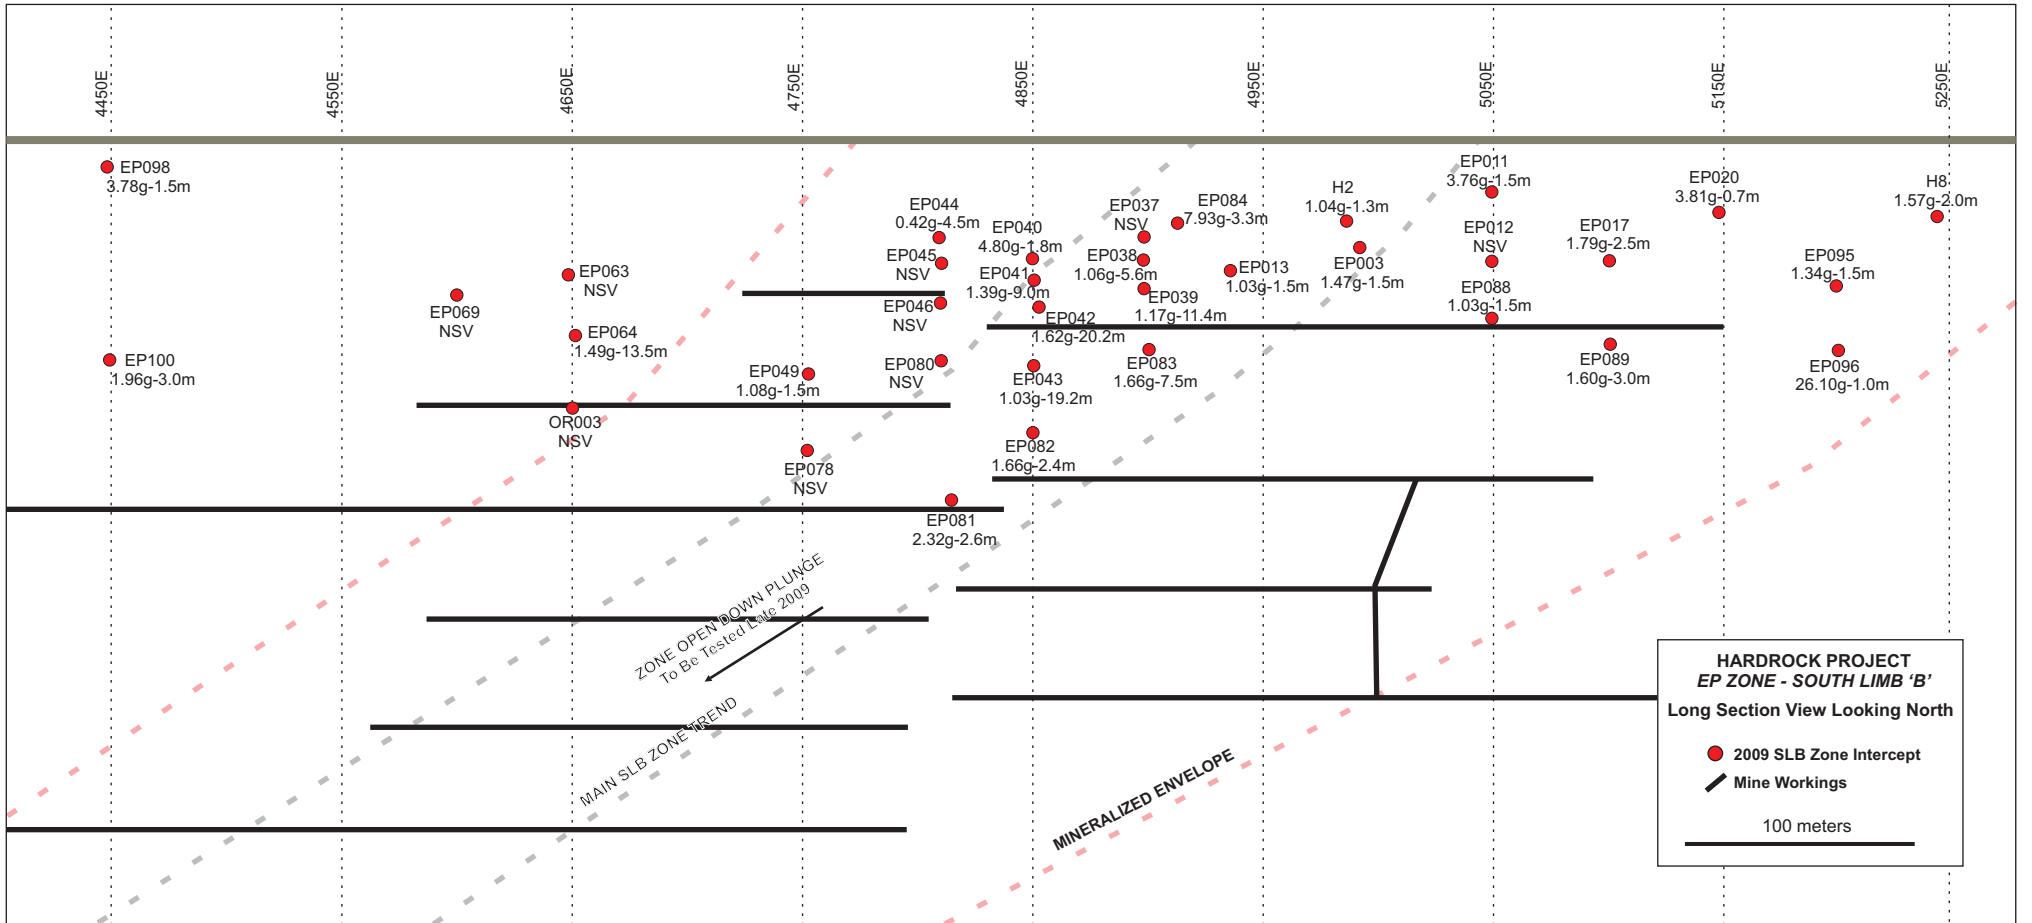 4450E
4550E
4650E
4750E
4850E
4950E
5050E
5150E
5250E
EP098
3.78g-1.5m
EP100
1.96g-3.0m
EP069
NSV
EP063
NSV
EP064
1.49g-13.5m
OR003
NSV
EP049
1.08g-1.5m
EP078
NSV
EP044
0.42g-4.5m
EP045
NSV
EP046
NSV
EP080
NSV
EP081
2.32g-2.6m
EP040
4.80g-1.8m
EP041
1.39g-9.0m
EP042
1.62g-20.2m
EP043
1.03g-19.2m
EP082
1.66g-2.4m
EP037
NSV
EP038
1.06g-5.6m
EP039
1.17g-11.4m
EP083
1.66g-7.5m
EP084
7.93g-3.3m
EP013
1.03g-1.5m
H2
1.04g-1.3m
EP003
1.47g-1.5m
EP011
3.76g-1.5m
EP012
NSV
EP088
1.03g-1.5m
EP017
1.79g-2.5m
EP089
1.60g-3.0m
EP020
3.81g-0.7m
EP095
1.34g-1.5m
EP096
26.10g-1.0m
H8
1.57g-2.0m
ZONE OPEN DOWN PLUNGE
To Be Tested Late 2009
MAIN SLB ZONE TREND
MINERALIZED ENVELOPE
HARDROCK PROJECT
EP ZONE - SOUTH LIMB ‘B’
Long Section View Looking North
2009 SLB Zone Intercept
Mine Workings
100 meters